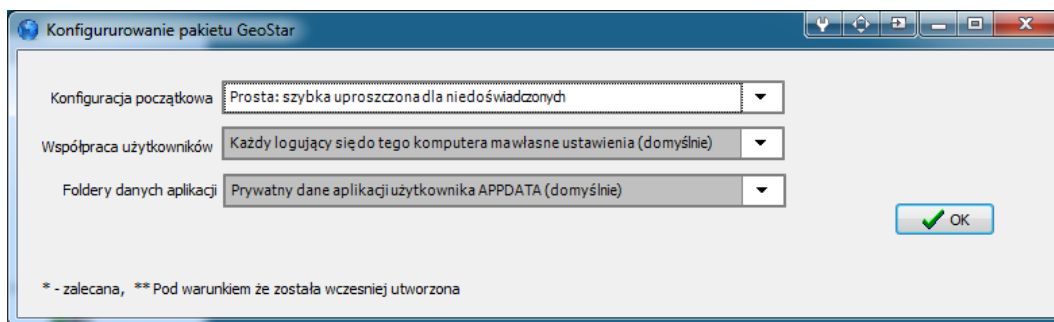 Konfigururowanie pakietu GeoStar
Konfiguracja początkowa Prosta: szybka uproszczona dla niedoświadczonych
Współpraca użytkowników Każdy logujący się do tego komputera ma własne ustawienia (domyślnie)
Foldery danych aplikacji Prywatny dane aplikacji użytkownika APPDATA (domyślnie)
OK
* - zalecana, ** Pod warunkiem że została wczesniej utworzona